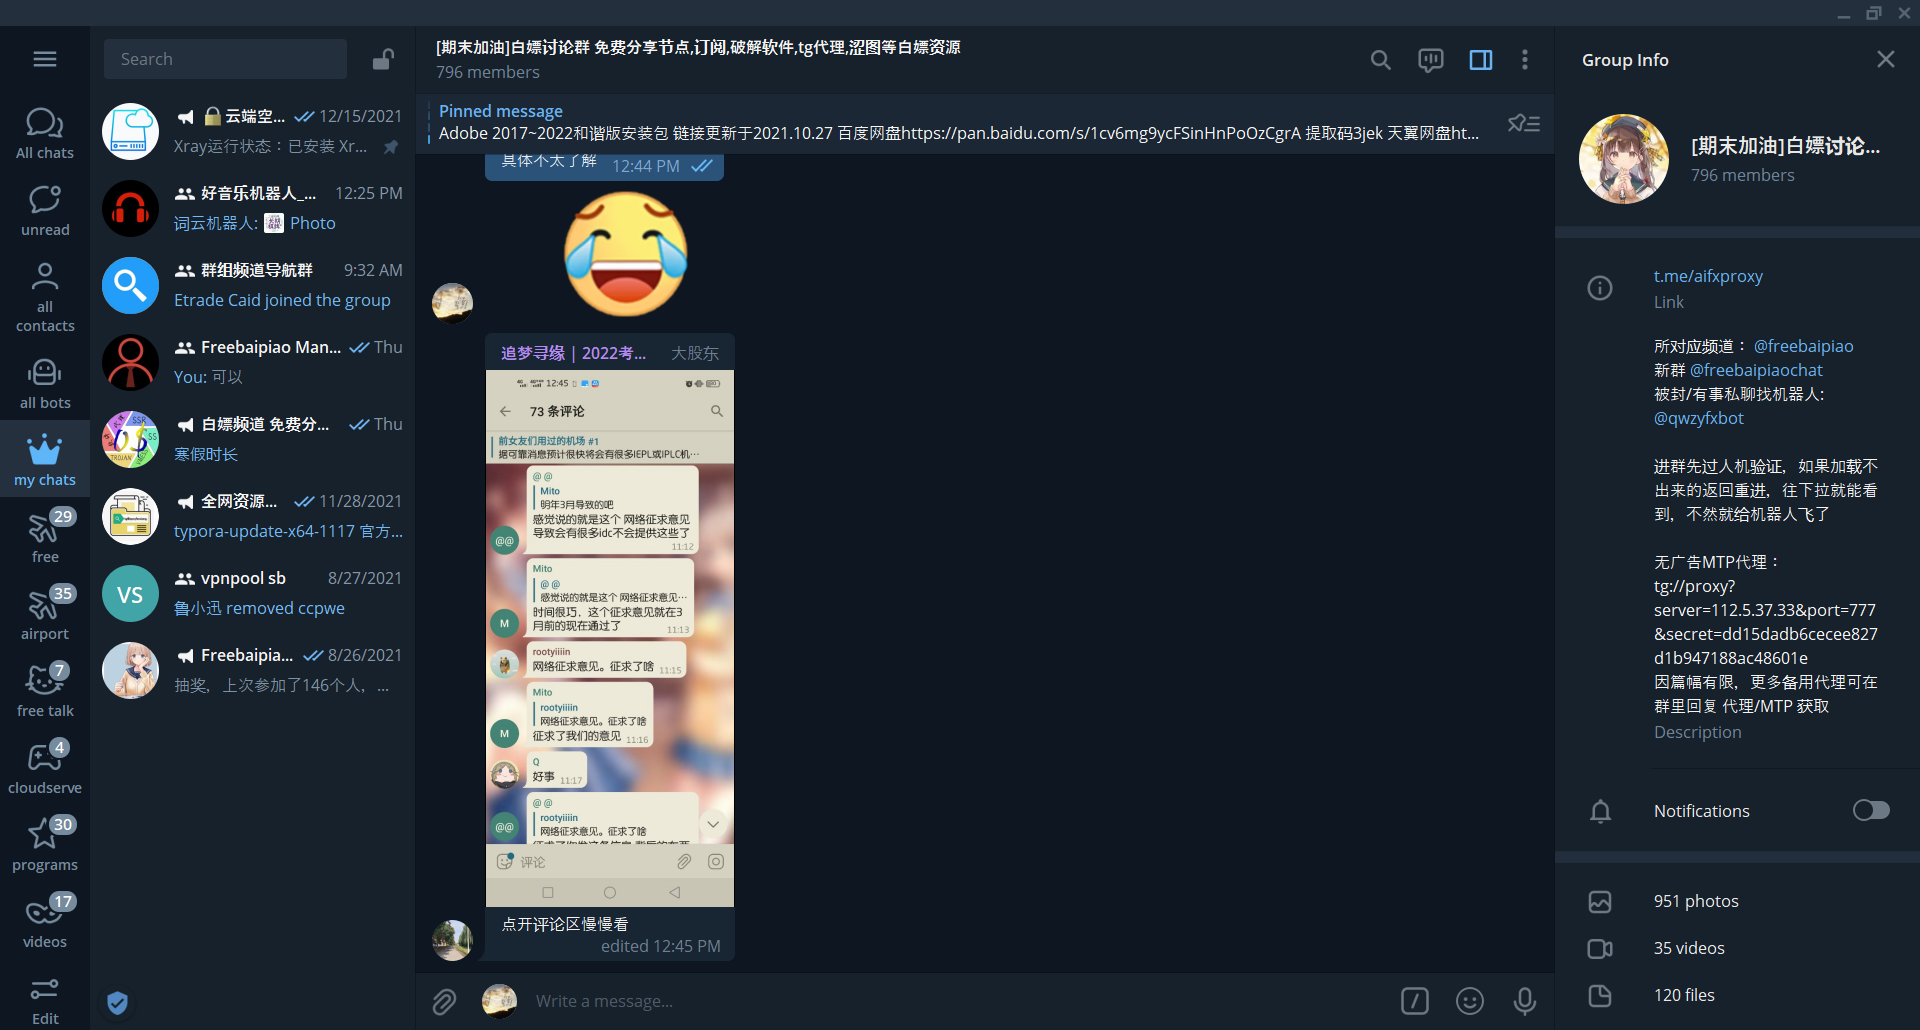 All chats
unread
all
contacts
all bots
my chats
29
free
35
airport
7
free talk
4
cloudserve
30
programs
17
videos
Edit
Search
云端空... 12/15/2021
Xray运行状态：已安装 Xr...
好音乐机器人_... 12:25 PM
词云机器人: Photo
群组频道导航群 9:32 AM
Etrade Caid joined the group
Freebaipiao Man... Thu
You: 可以
白嫖频道 免费分... Thu
寒假时长
全网资源... 11/28/2021
typora-update-x64-1117 官方...
VS
vpnpool sb 8/27/2021
鲁小迅 removed ccpwe
Freebaipia... 8/26/2021
抽奖，上次参加了146个人，...
[期末加油]白嫖讨论群 免费分享节点,订阅,破解软件,tg代理,涩图等白嫖资源
796 members
Pinned message
Adobe 2017~2022和谐版安装包 链接更新于2021.10.27 百度网盘https://pan.baidu.com/s/1cv6mg9ycFSinHnPoOzCgrA 提取码3jek 天翼网盘ht...
具体不太了解 12:44 PM
追梦寻缘 | 2022考... 大股东
12:45
73 条评论
前女友们用过的机场 #1
据可靠消息预计很快将会有很多IEPL或IPLC机…
@ @
Mito
明年3月导致的吧
感觉说的就是这个 网络征求意见
导致会有很多idc不会提供这些了
11:12
@@
Mito
@ @
感觉说的就是这个 网络征求意见…
时间很巧．这个征求意见就在3
月前的现在通过了
11:13
M
rootyiiiin
网络征求意见。征求了啥 11:15
Mito
rootyiiiin
网络征求意见。征求了啥
征求了我们的意见 11:16
M
Q
好事 11:17
@ @
rootyiiiin
网络征求意见。征求了啥
@@
评论
点开评论区慢慢看
edited 12:45 PM
Write a message...
Group Info
[期末加油]白嫖讨论...
796 members
t.me/aifxproxy
Link
所对应频道： @freebaipiao
新群 @freebaipiaochat
被封/有事私聊找机器人:
@qwzyfxbot
进群先过人机验证，如果加载不
出来的返回重进，往下拉就能看
到，不然就给机器人飞了
无广告MTP代理：
tg://proxy?
server=112.5.37.33&port=777
&secret=dd15dadb6cecee827
d1b947188ac48601e
因篇幅有限，更多备用代理可在
群里回复 代理/MTP 获取
Description
Notifications
951 photos
35 videos
120 files